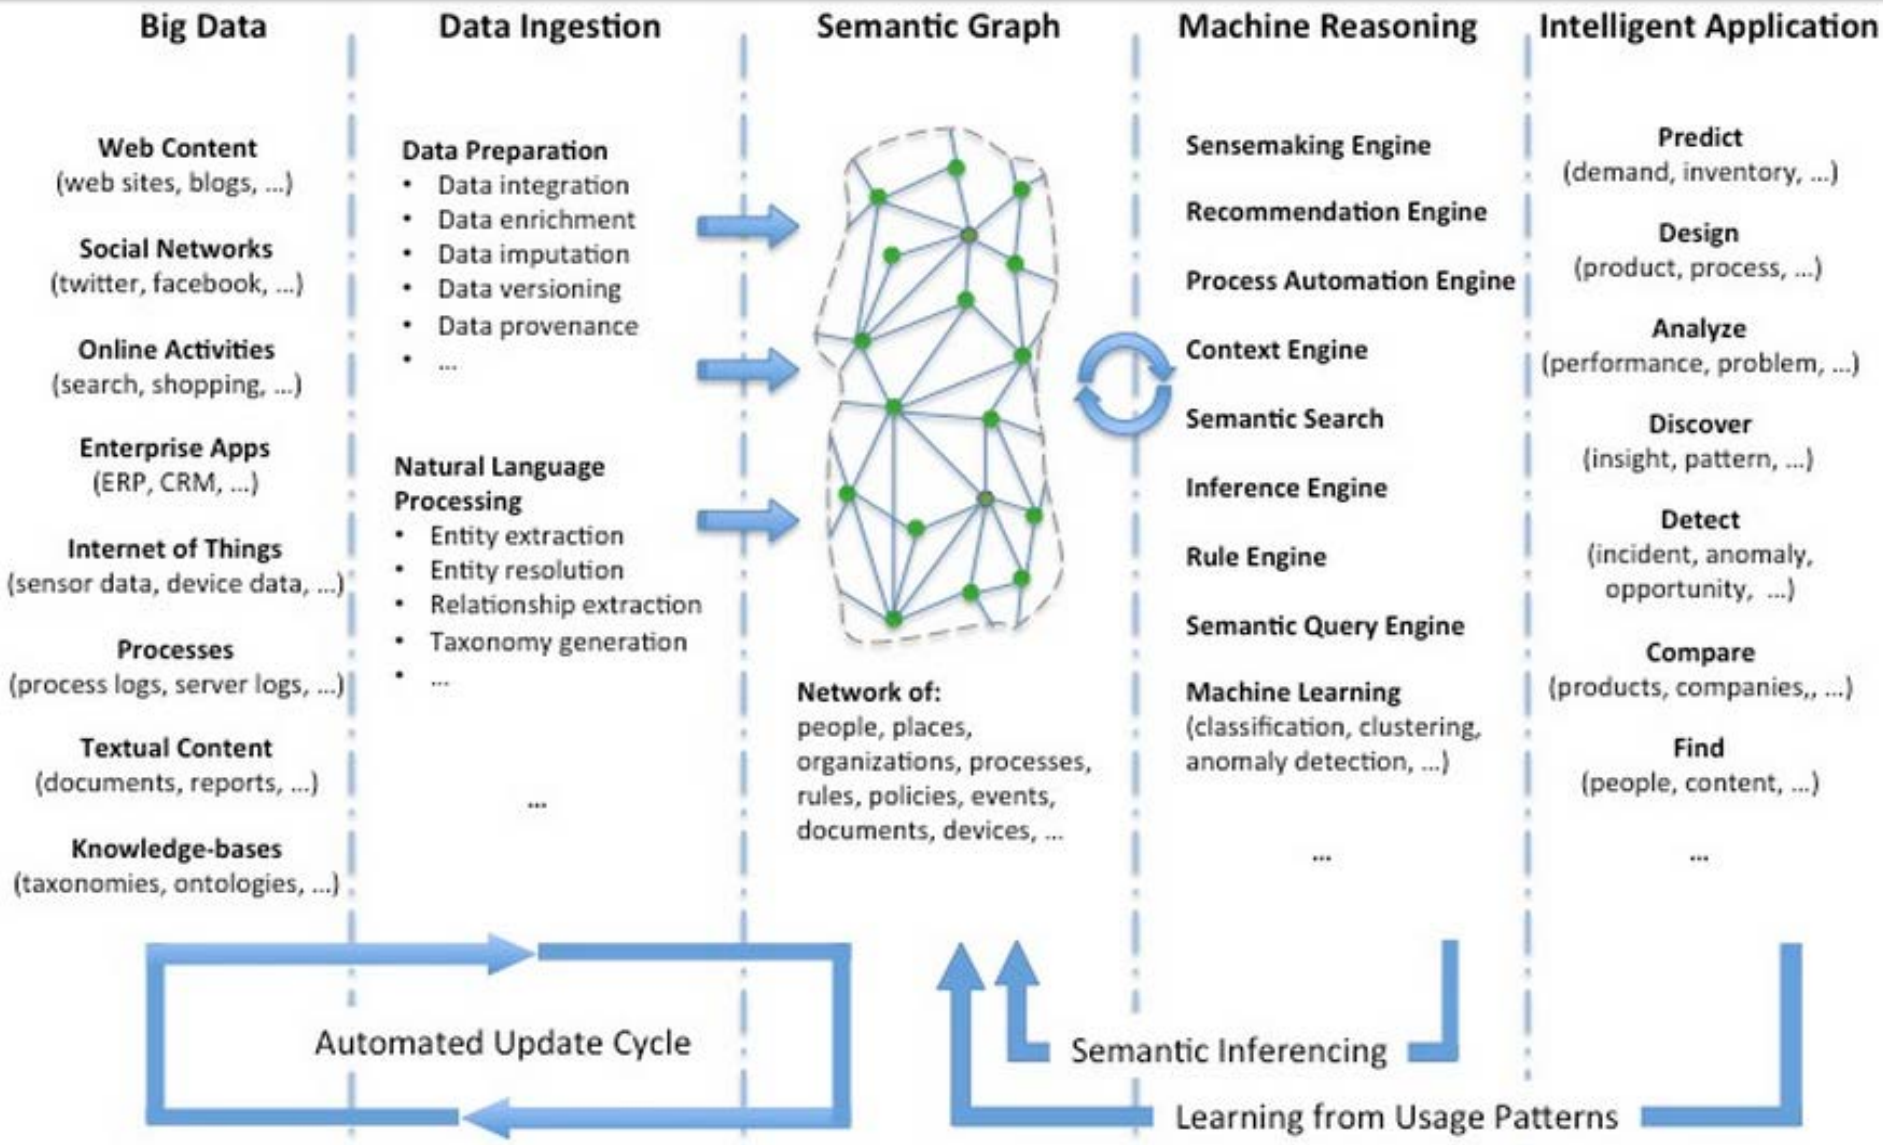 Big Data
Data Ingestion
Semantic Graph
Machine Reasoning
Intelligent Application
Web Content
(web sites, blogs, ...)
Social Networks
(twitter, facebook, ...)
Online Activities
(search, shopping, ...)
Enterprise Apps
(ERP, CRM, ...)
Internet of Things
(sensor data, device data, ...)
Processes
(process logs, server logs, ...)
Textual Content
(documents, reports, ...)
Knowledge-bases
(taxonomies, ontologies, ...)
Data Preparation
• Data integration
• Data enrichment
• Data imputation
• Data versioning
• Data provenance
• ...
Natural Language
Processing
• Entity extraction
• Entity resolution
• Relationship extraction
• Taxonomy generation
• ...
...
Network of:
people, places,
organizations, processes,
rules, policies, events,
documents, devices, ...
Sensemaking Engine
Recommendation Engine
Process Automation Engine
Context Engine
Semantic Search
Inference Engine
Rule Engine
Semantic Query Engine
Machine Learning
(classification, clustering,
anomaly detection, ...)
...
Predict
(demand, inventory, ...)
Design
(product, process, ...)
Analyze
(performance, problem, ...)
Discover
(insight, pattern, ...)
Detect
(incident, anomaly,
opportunity, ...)
Compare
(products, companies,, ...)
Find
(people, content, ...)
...
Automated Update Cycle
Semantic Inferencing
Learning from Usage Patterns